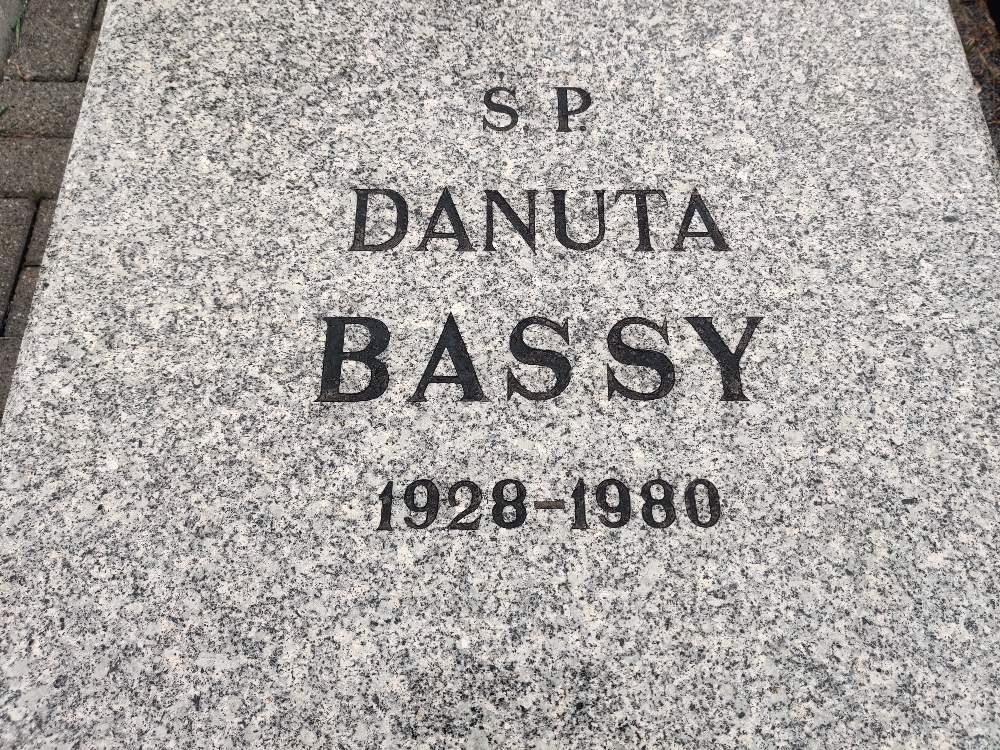 S P.
DANUTA
BASSY
1928-1980